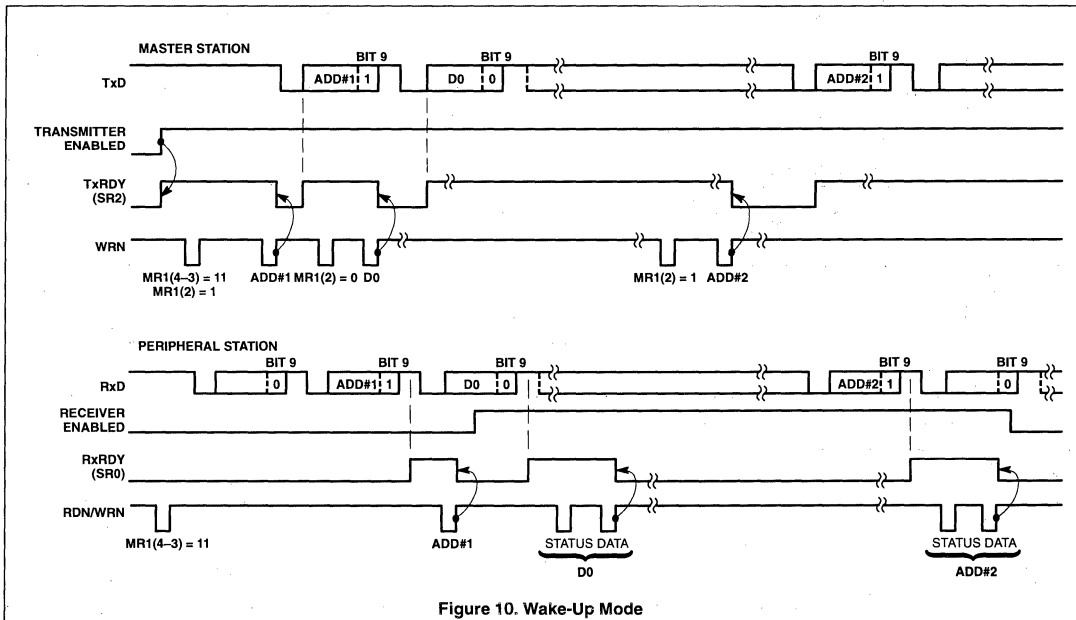 MASTER STATION
BIT 9 BIT 9 BIT 9
TxD ADD#1 1 D0 0 ADD#2 1
TRANSMITTER
ENABLED
TxRDY
(SR2)
WRN
MR1(4–3) = 11 ADD#1 MR1(2) = 0 D0 MR1(2) = 1 ADD#2
MR1(2) = 1
PERIPHERAL STATION
BIT 9 BIT 9 BIT 9 BIT 9 BIT 9
RxD 0 ADD#1 1 D0 0 ADD#2 1 0
RECEIVER
ENABLED
RxRDY
(SR0)
RDN/WRN
MR1(4–3) = 11 ADD#1 STATUS DATA STATUS DATA
D0 ADD#2
Figure 10. Wake-Up Mode